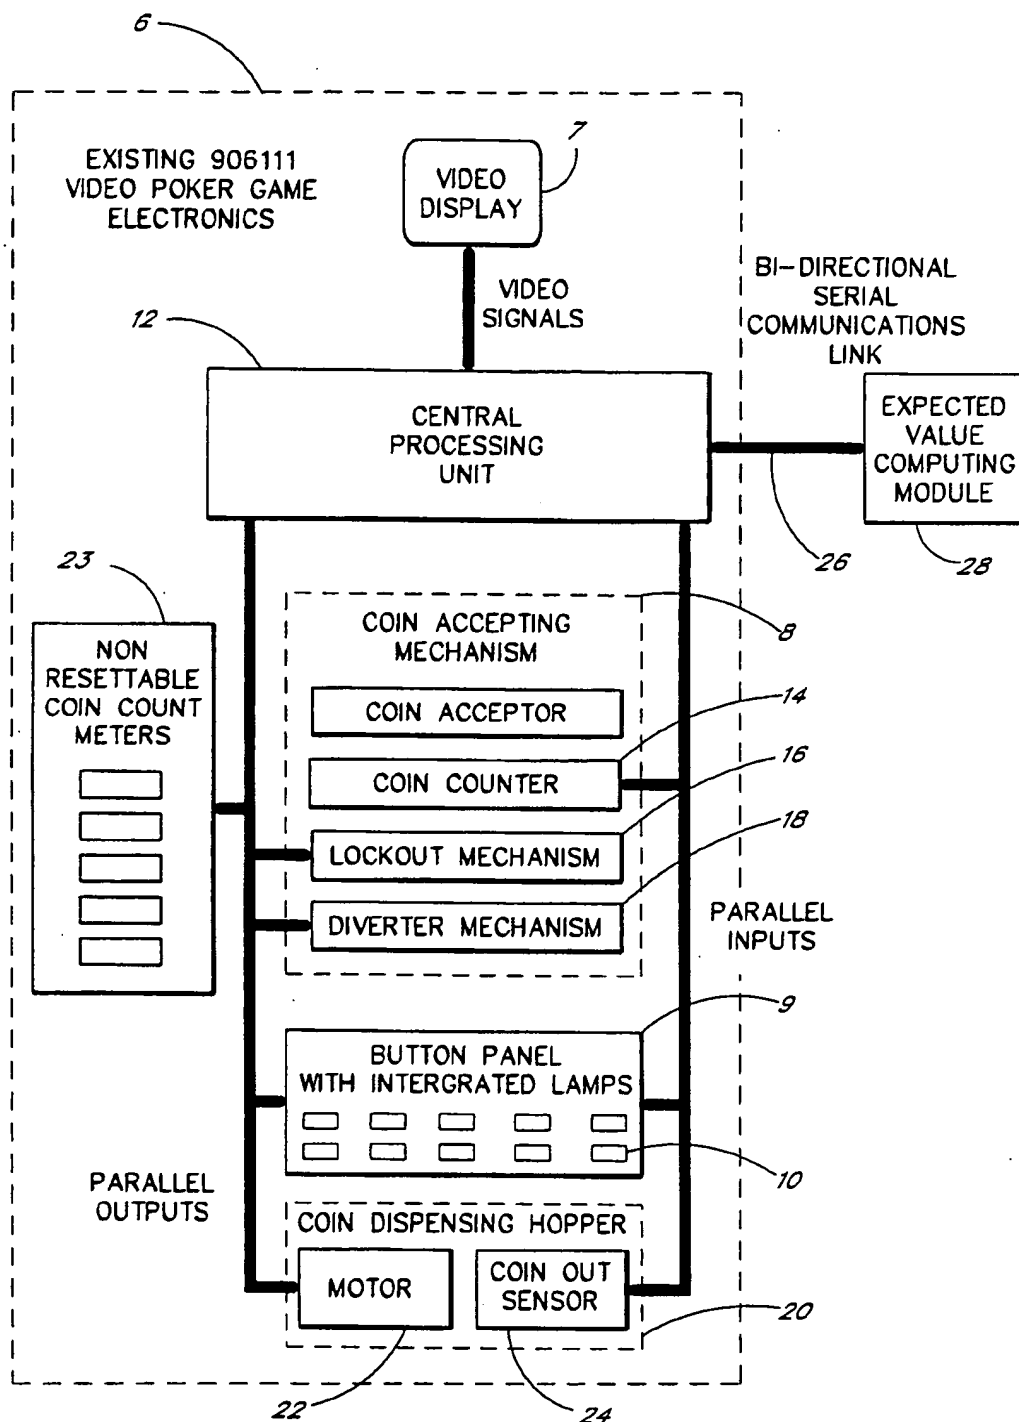 6
EXISTING 906111
VIDEO POKER GAME
ELECTRONICS
7
VIDEO
DISPLAY
VIDEO
SIGNALS
BI-DIRECTIONAL
SERIAL
COMMUNICATIONS
LINK
12
CENTRAL
PROCESSING
UNIT
EXPECTED
VALUE
COMPUTING
MODULE
26
28
23
NON
RESETTABLE
COIN COUNT
METERS
8
COIN ACCEPTING
MECHANISM
COIN ACCEPTOR
14
COIN COUNTER
16
LOCKOUT MECHANISM
18
DIVERTER MECHANISM
PARALLEL
INPUTS
9
BUTTON PANEL
WITH INTERGRATED LAMPS
10
PARALLEL
OUTPUTS
COIN DISPENSING HOPPER
MOTOR
COIN OUT
SENSOR
20
22
24